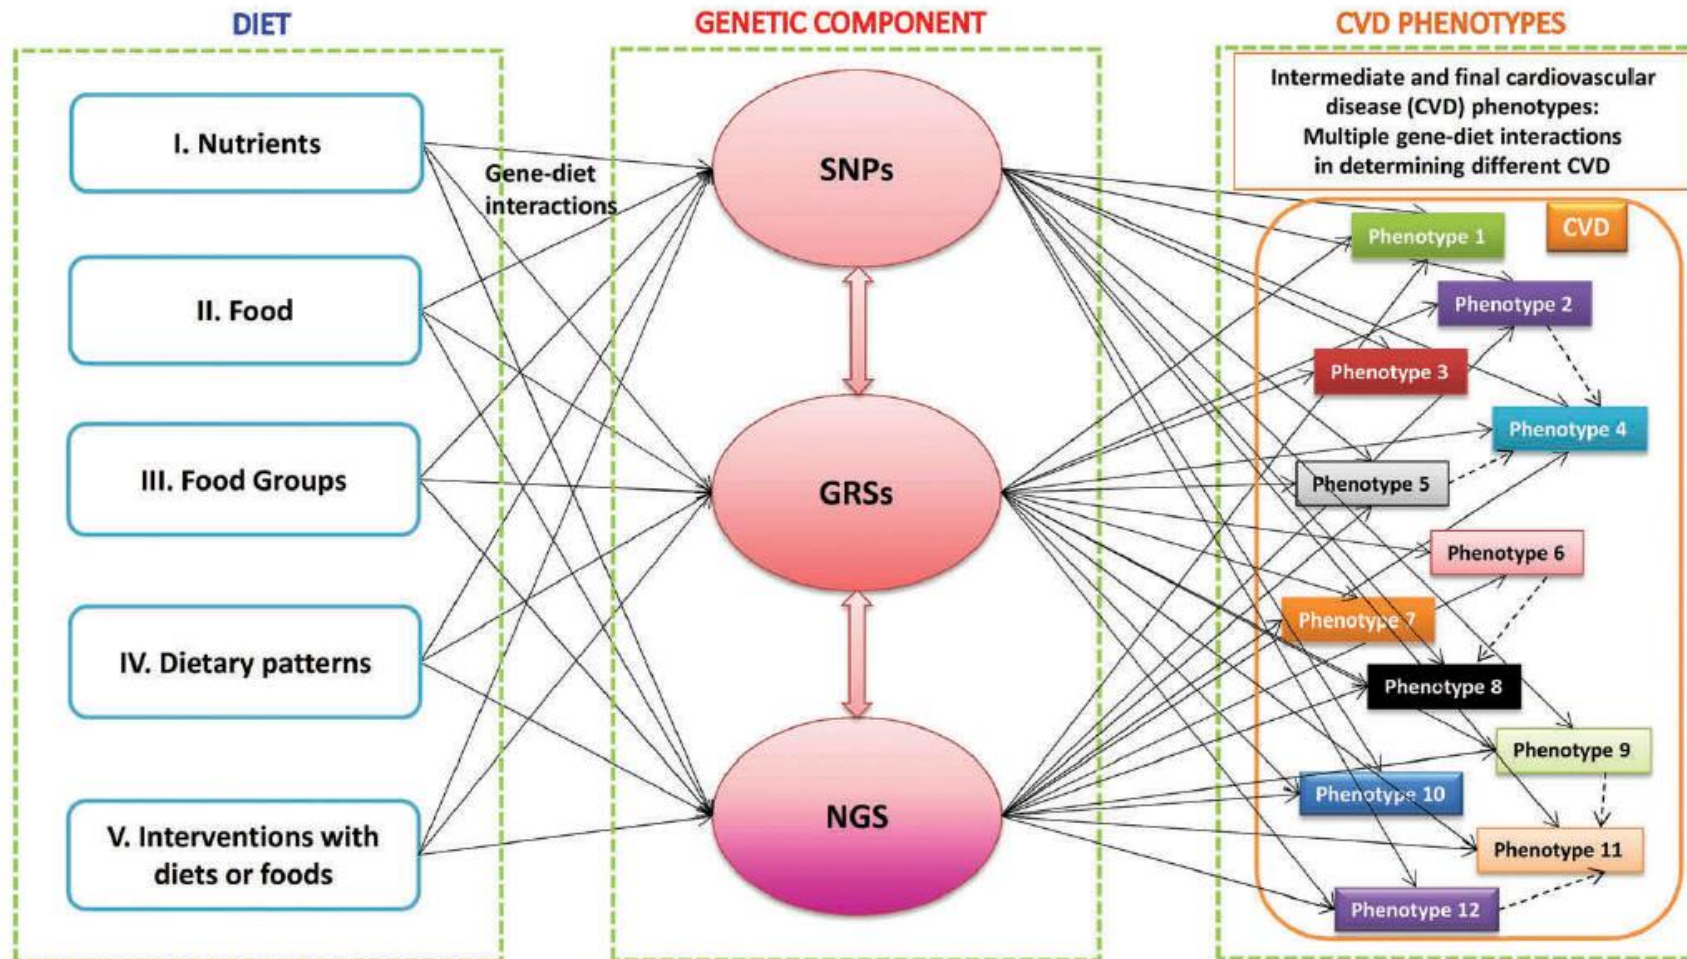 DIET
I. Nutrients
II. Food
III. Food Groups
IV. Dietary patterns
V. Interventions with
diets or foods
Gene-diet
interactions
GENETIC COMPONENT
SNPs
GRSs
NGS
CVD PHENOTYPES
Intermediate and final cardiovascular
disease (CVD) phenotypes:
Multiple gene-diet interactions
in determining different CVD
CVD
Phenotype 1
Phenotype 2
Phenotype 3
Phenotype 4
Phenotype 5
Phenotype 6
Phenotype 7
Phenotype 8
Phenotype 9
Phenotype 10
Phenotype 11
Phenotype 12